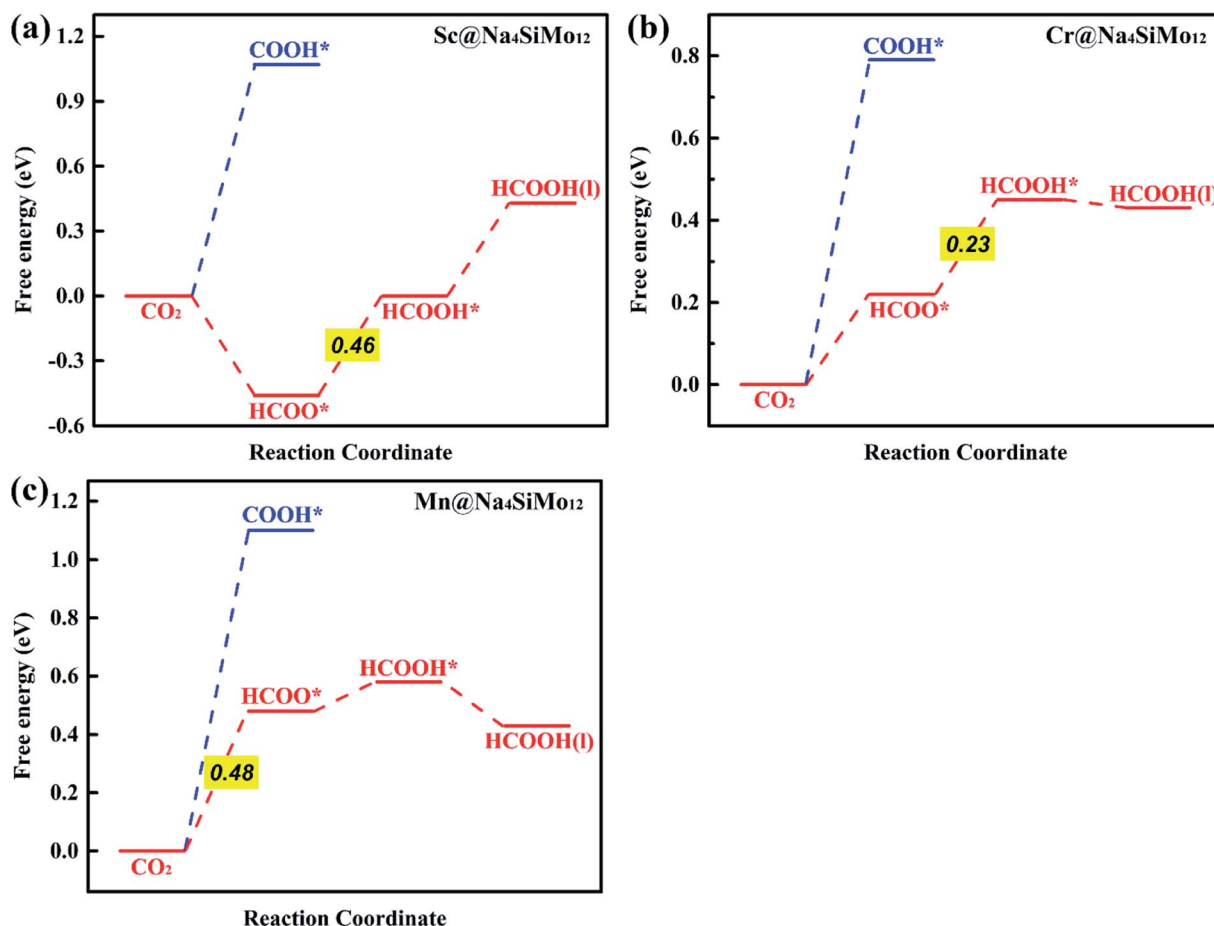 (a)
Sc@Na₄SiMo₁₂
1.2
0.9
0.6
0.3
0.0
-0.3
-0.6
Free energy (eV)
COOH*
CO₂
HCOO*
0.46
HCOOH*
HCOOH(l)
Reaction Coordinate
(b)
Cr@Na₄SiMo₁₂
0.8
0.6
0.4
0.2
0.0
Free energy (eV)
COOH*
CO₂
HCOO*
0.23
HCOOH*
HCOOH(l)
Reaction Coordinate
(c)
Mn@Na₄SiMo₁₂
1.2
1.0
0.8
0.6
0.4
0.2
0.0
Free energy (eV)
COOH*
CO₂
0.48
HCOO*
HCOOH*
HCOOH(l)
Reaction Coordinate